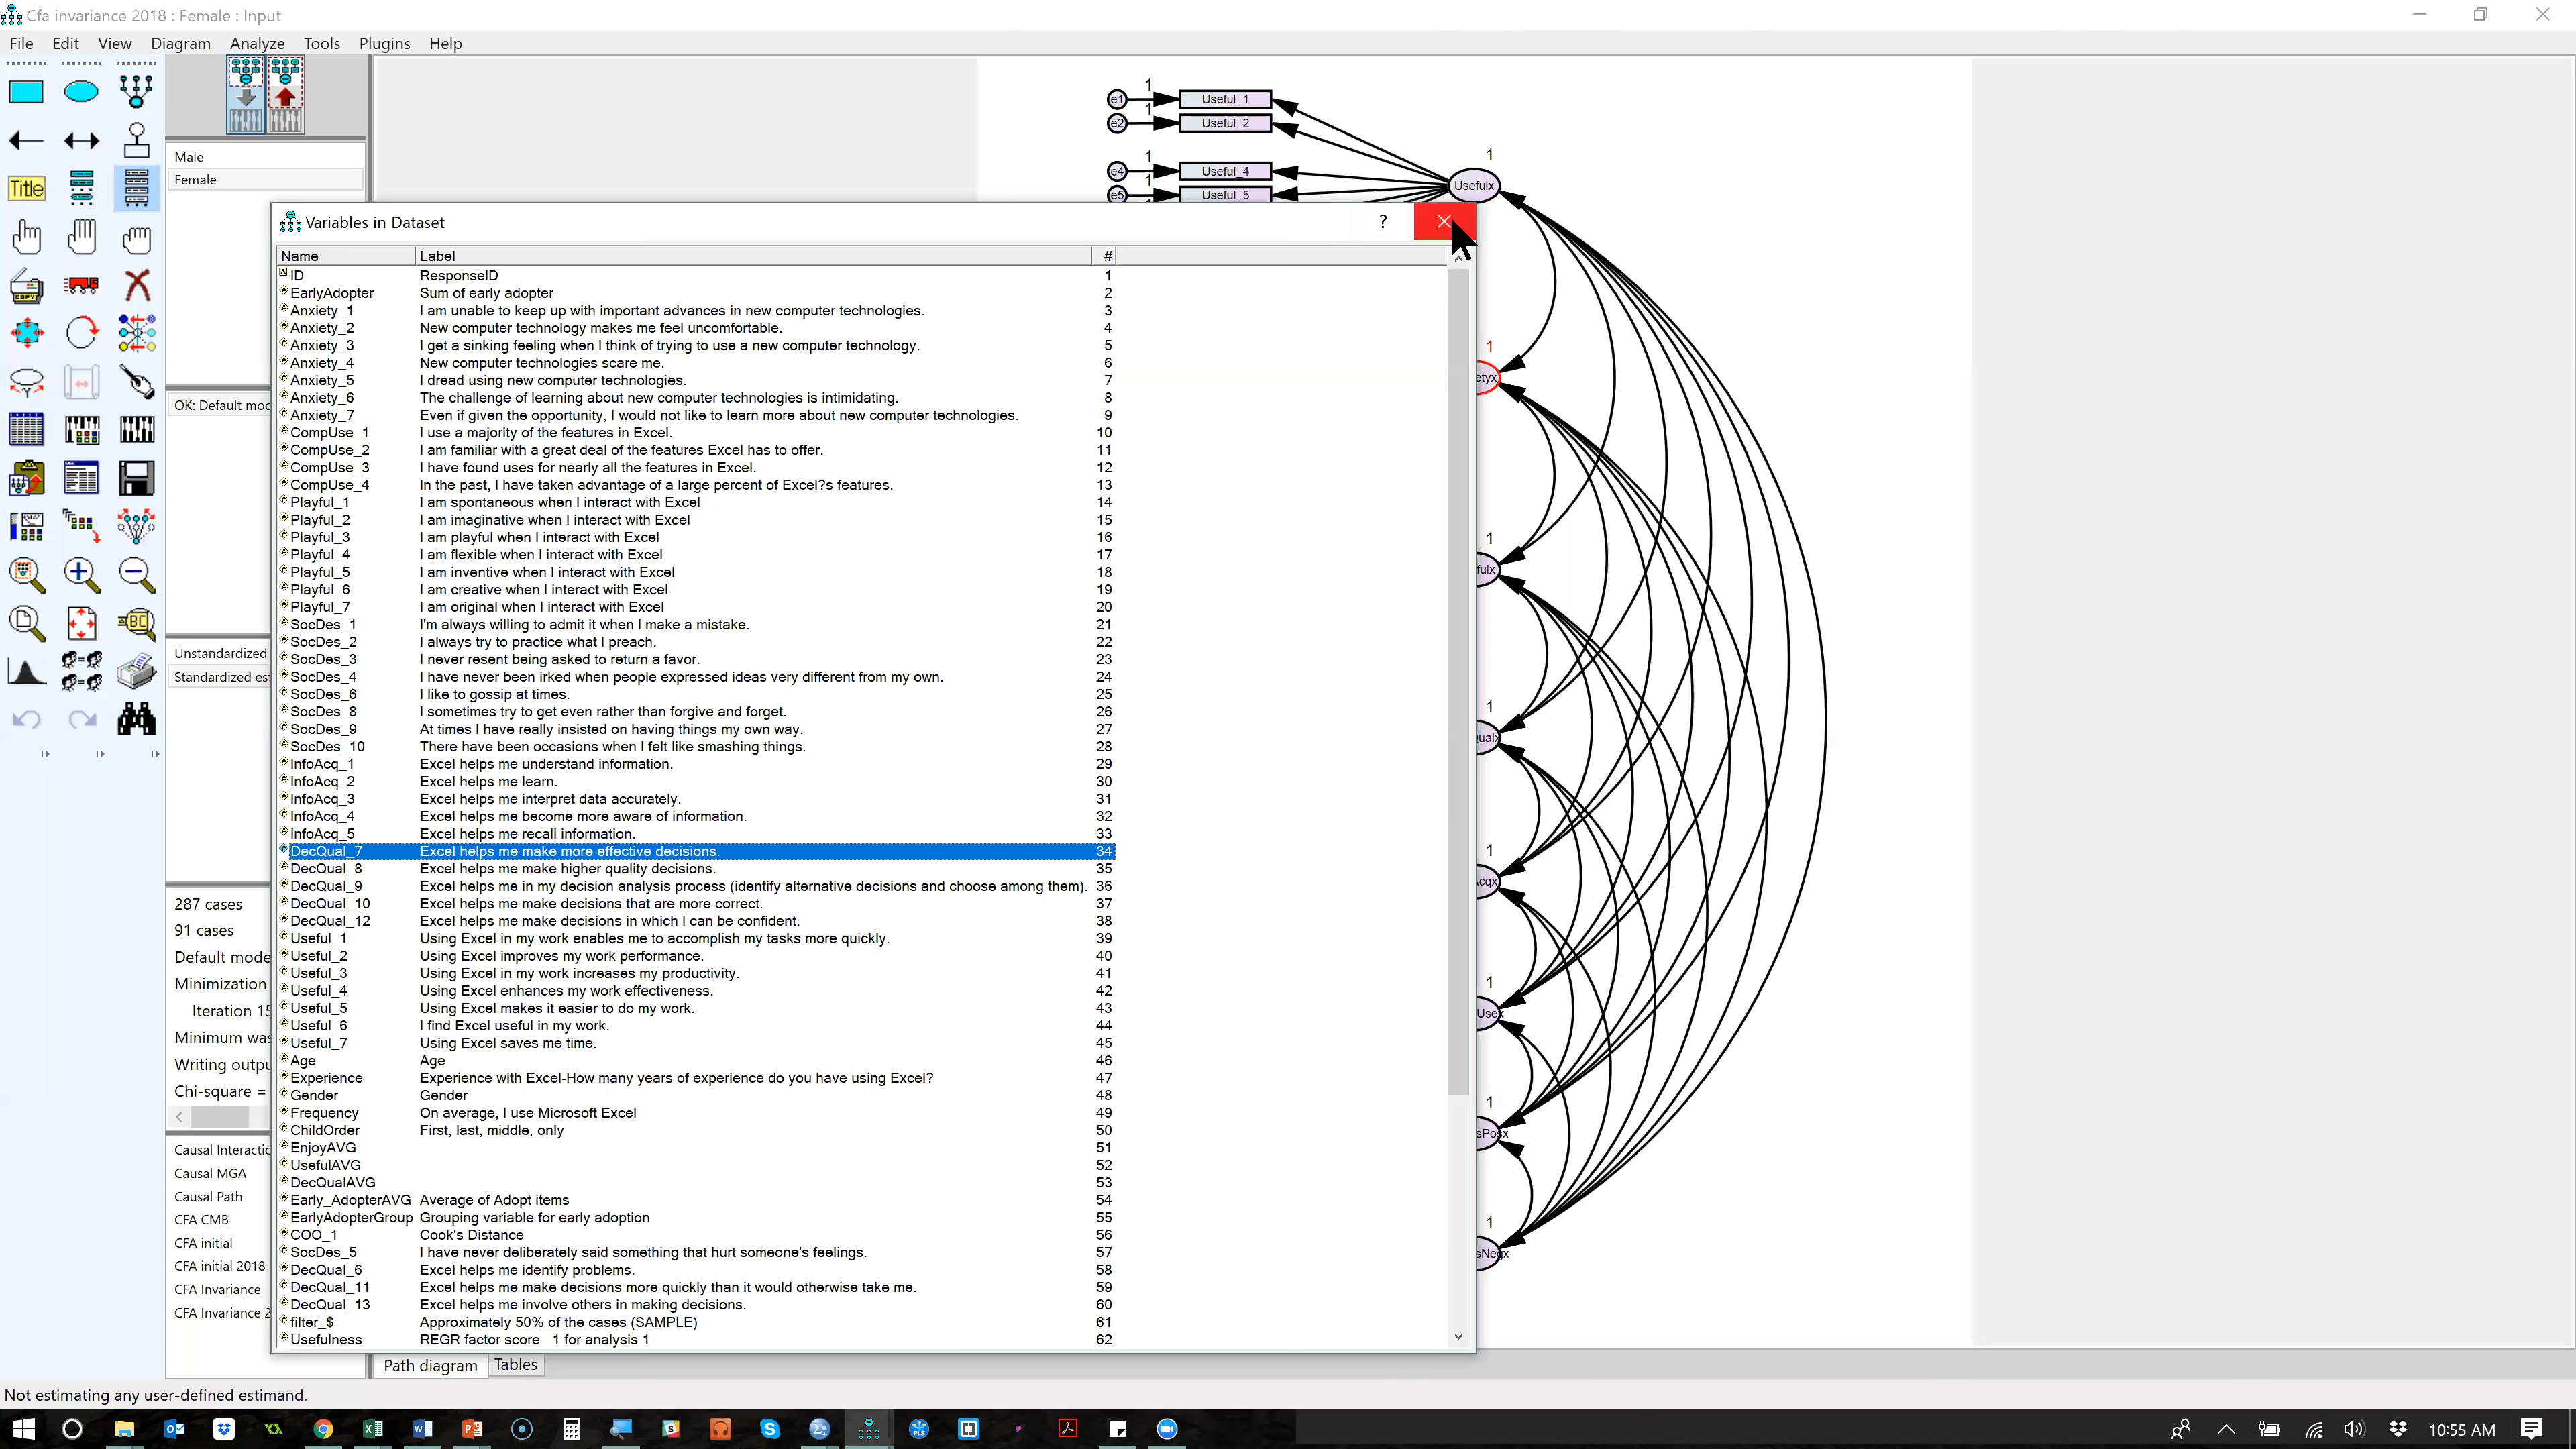 Cfa invariance 2018 : Female : Input
File Edit View Diagram Analyze Tools Plugins Help
Title
Male
Female
OK: Default mod
Unstandardized
Standardized est
287 cases
91 cases
Default mode
Minimization
Iteration 15
Minimum was
Writing outpu
Chi-square =
Causal Interactic
Causal MGA
Causal Path
CFA CMB
CFA initial
CFA initial 2018
CFA Invariance
CFA Invariance 2
e1 1 Useful_1
e2 1 Useful_2
e4 1 Useful_4
e5 1 Useful_5
1 Usefulx
Variables in Dataset ?
Name Label #
ID ResponseID 1
EarlyAdopter Sum of early adopter 2
Anxiety_1 I am unable to keep up with important advances in new computer technologies. 3
Anxiety_2 New computer technology makes me feel uncomfortable. 4
Anxiety_3 I get a sinking feeling when I think of trying to use a new computer technology. 5
Anxiety_4 New computer technologies scare me. 6
Anxiety_5 I dread using new computer technologies. 7
Anxiety_6 The challenge of learning about new computer technologies is intimidating. 8
Anxiety_7 Even if given the opportunity, I would not like to learn more about new computer technologies. 9
CompUse_1 I use a majority of the features in Excel. 10
CompUse_2 I am familiar with a great deal of the features Excel has to offer. 11
CompUse_3 I have found uses for nearly all the features in Excel. 12
CompUse_4 In the past, I have taken advantage of a large percent of Excel?s features. 13
Playful_1 I am spontaneous when I interact with Excel 14
Playful_2 I am imaginative when I interact with Excel 15
Playful_3 I am playful when I interact with Excel 16
Playful_4 I am flexible when I interact with Excel 17
Playful_5 I am inventive when I interact with Excel 18
Playful_6 I am creative when I interact with Excel 19
Playful_7 I am original when I interact with Excel 20
SocDes_1 I'm always willing to admit it when I make a mistake. 21
SocDes_2 I always try to practice what I preach. 22
SocDes_3 I never resent being asked to return a favor. 23
SocDes_4 I have never been irked when people expressed ideas very different from my own. 24
SocDes_6 I like to gossip at times. 25
SocDes_8 I sometimes try to get even rather than forgive and forget. 26
SocDes_9 At times I have really insisted on having things my own way. 27
SocDes_10 There have been occasions when I felt like smashing things. 28
InfoAcq_1 Excel helps me understand information. 29
InfoAcq_2 Excel helps me learn. 30
InfoAcq_3 Excel helps me interpret data accurately. 31
InfoAcq_4 Excel helps me become more aware of information. 32
InfoAcq_5 Excel helps me recall information. 33
DecQual_7 Excel helps me make more effective decisions. 34
DecQual_8 Excel helps me make higher quality decisions. 35
DecQual_9 Excel helps me in my decision analysis process (identify alternative decisions and choose among them). 36
DecQual_10 Excel helps me make decisions that are more correct. 37
DecQual_12 Excel helps me make decisions in which I can be confident. 38
Useful_1 Using Excel in my work enables me to accomplish my tasks more quickly. 39
Useful_2 Using Excel improves my work performance. 40
Useful_3 Using Excel in my work increases my productivity. 41
Useful_4 Using Excel enhances my work effectiveness. 42
Useful_5 Using Excel makes it easier to do my work. 43
Useful_6 I find Excel useful in my work. 44
Useful_7 Using Excel saves me time. 45
Age Age 46
Experience Experience with Excel-How many years of experience do you have using Excel? 47
Gender Gender 48
Frequency On average, I use Microsoft Excel 49
ChildOrder First, last, middle, only 50
EnjoyAVG 51
UsefulAVG 52
DecQualAVG 53
Early_AdopterAVG Average of Adopt items 54
EarlyAdopterGroup Grouping variable for early adoption 55
COO_1 Cook's Distance 56
SocDes_5 I have never deliberately said something that hurt someone's feelings. 57
DecQual_6 Excel helps me identify problems. 58
DecQual_11 Excel helps me make decisions more quickly than it would otherwise take me. 59
DecQual_13 Excel helps me involve others in making decisions. 60
filter_$ Approximately 50% of the cases (SAMPLE) 61
Usefulness REGR factor score 1 for analysis 1 62
1 etyx
1 fulx
1 Qualx
1 Acqx
1 Usex
1 sPosx
1 sNegx
Path diagram Tables
Not estimating any user-defined estimand.
10:55 AM